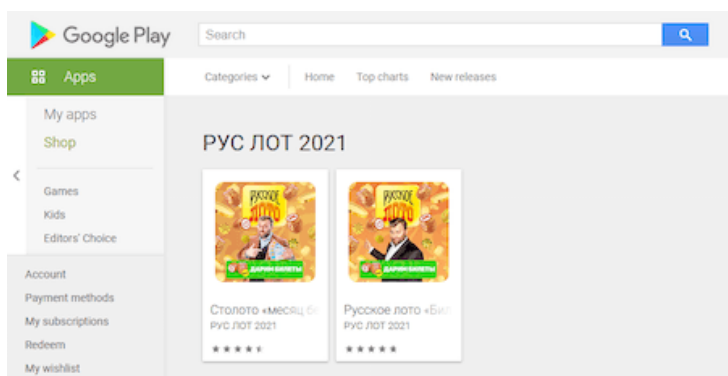 Google Play
Search
Apps
Categories
Home
Top charts
New releases
My apps
Shop
Games
Kids
Editors' Choice
Account
Payment methods
My subscriptions
Redeem
My wishlist
РУС ЛОТ 2021
РУССКОЕ
ЛОТО
ДАРИМ БИЛЕТЫ
Столото «месяц бе
РУС ЛОТ 2021
РУССКОЕ
ЛОТО
ДАРИМ БИЛЕТЫ
Русское лото «Бил
РУС ЛОТ 2021